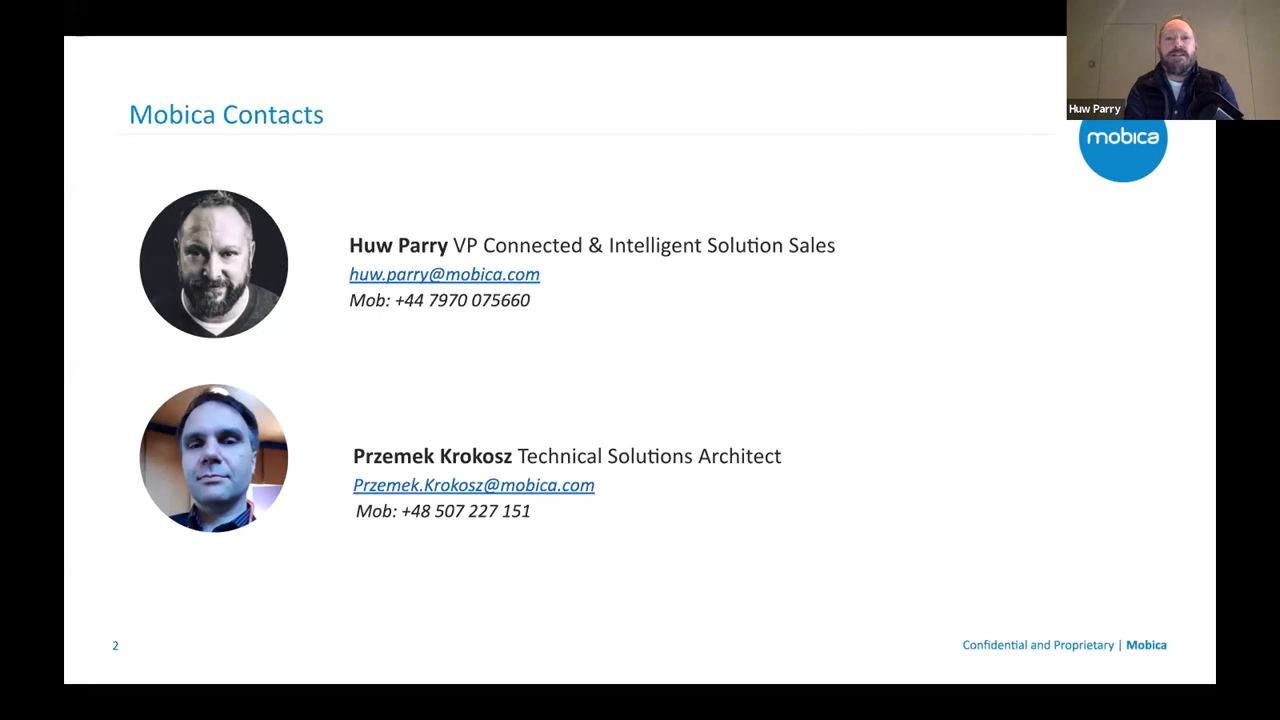 Huw Parry
Mobica Contacts
mobica
Huw Parry VP Connected & Intelligent Solution Sales
huw.parry@mobica.com
Mob: +44 7970 075660
Przemek Krokosz Technical Solutions Architect
Przemek.Krokosz@mobica.com
Mob: +48 507 227 151
2
Confidential and Proprietary | Mobica